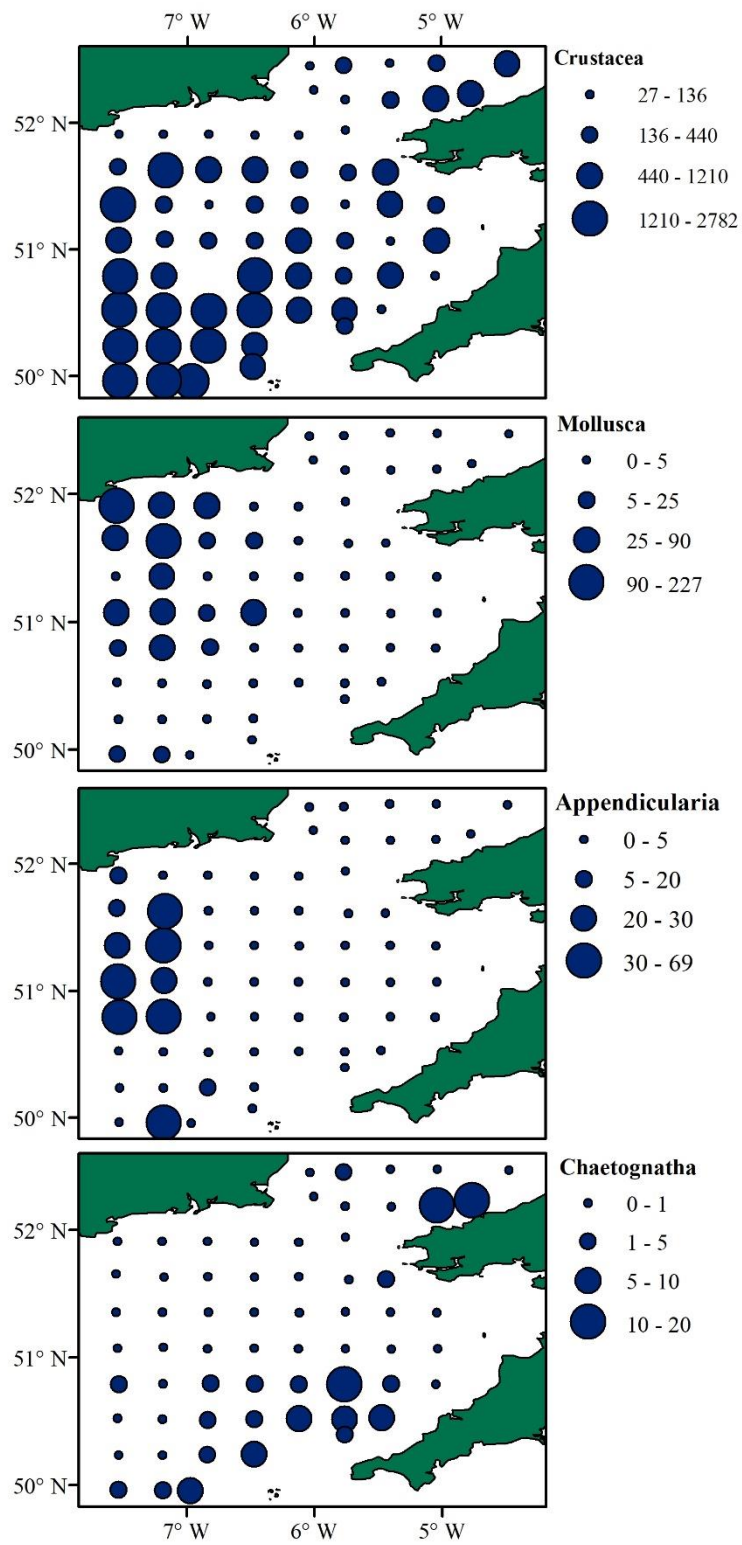 7° W 6° W 5° W
Crustacea
27 - 136
136 - 440
440 - 1210
1210 - 2782
52° N
51° N
50° N
Mollusca
0 - 5
5 - 25
25 - 90
90 - 227
52° N
51° N
50° N
Appendicularia
0 - 5
5 - 20
20 - 30
30 - 69
52° N
51° N
50° N
Chaetognatha
0 - 1
1 - 5
5 - 10
10 - 20
52° N
51° N
50° N
7° W 6° W 5° W